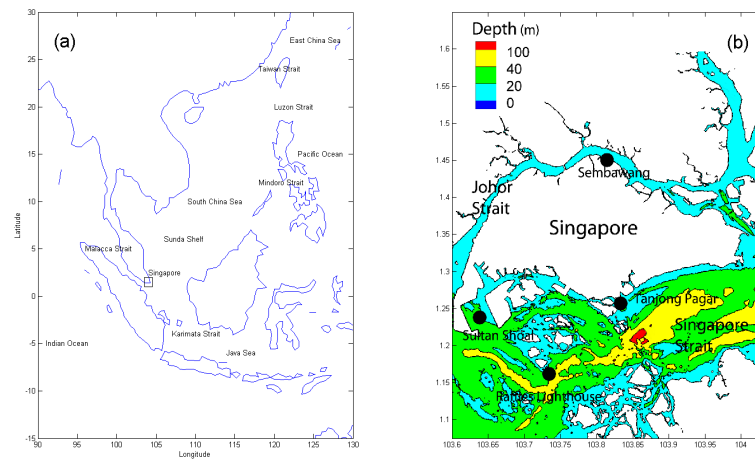 (a)
East China Sea
Taiwan Strait
Luzon Strait
Pacific Ocean
Mindoro Strait
South China Sea
Sunda Shelf
Malacca Strait
Singapore
Karimata Strait
Indian Ocean
Java Sea
30
25
20
15
10
5
0
-5
-10
-15
Latitude
90 95 100 105 110 115 120 125 130
Longitude
(b)
Depth (m)
100
40
20
0
Sembawang
Johor
Strait
Singapore
Tanjong Pagar
Sultan Shoal
Singapore
Strait
Raffles Lighthouse
1.6
1.55
1.5
1.45
1.4
1.35
1.3
1.25
1.2
1.15
1.1
103.6 103.65 103.7 103.75 103.8 103.85 103.9 103.95 104